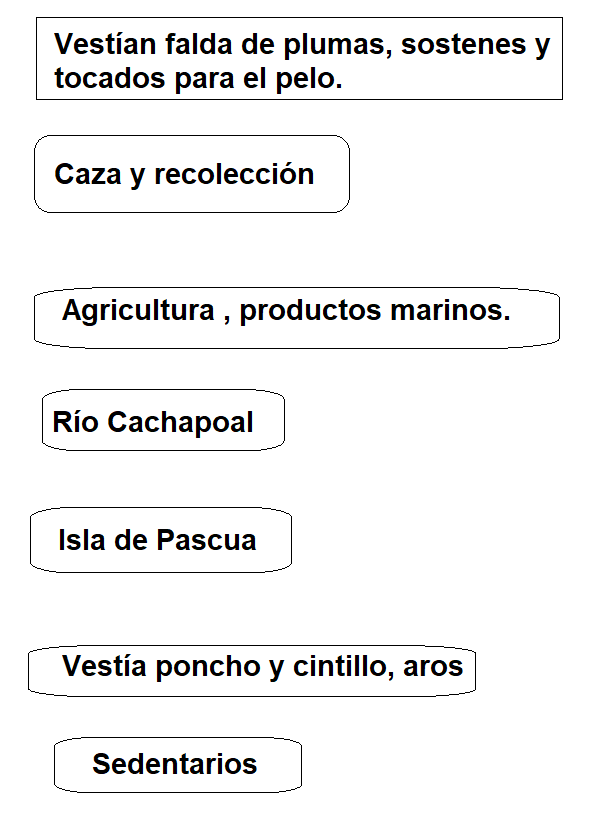 Vestían falda de plumas, sostenes y
tocados para el pelo.
Caza y recolección
Agricultura , productos marinos.
Río Cachapoal
Isla de Pascua
Vestía poncho y cintillo, aros
Sedentarios